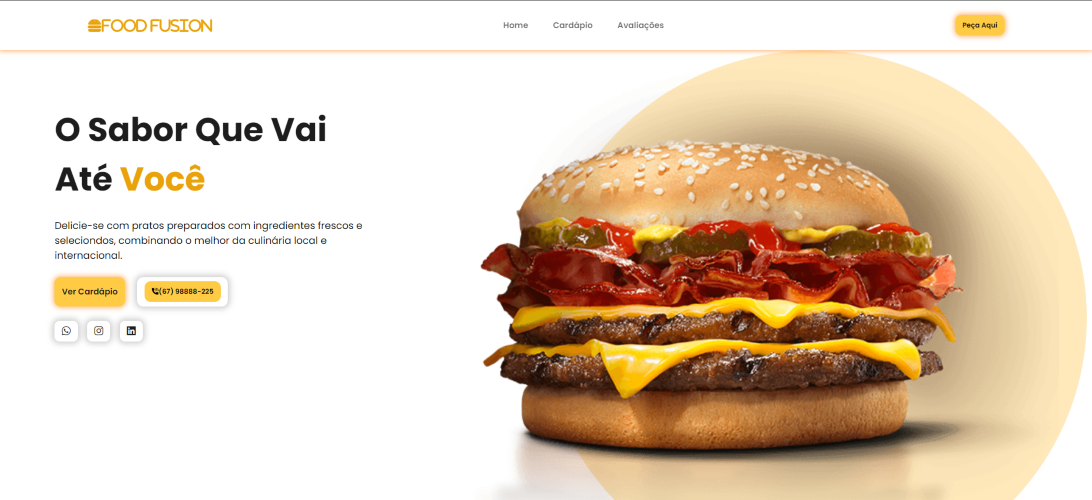 FOOD FUSION
Home
Cardápio
Avaliações
Peça Aqui
O Sabor Que Vai
Até Você
Delicie-se com pratos preparados com ingredientes frescos e
seleciondos, combinando o melhor da culinária local e
internacional.
Ver Cardápio
(67) 98888-225